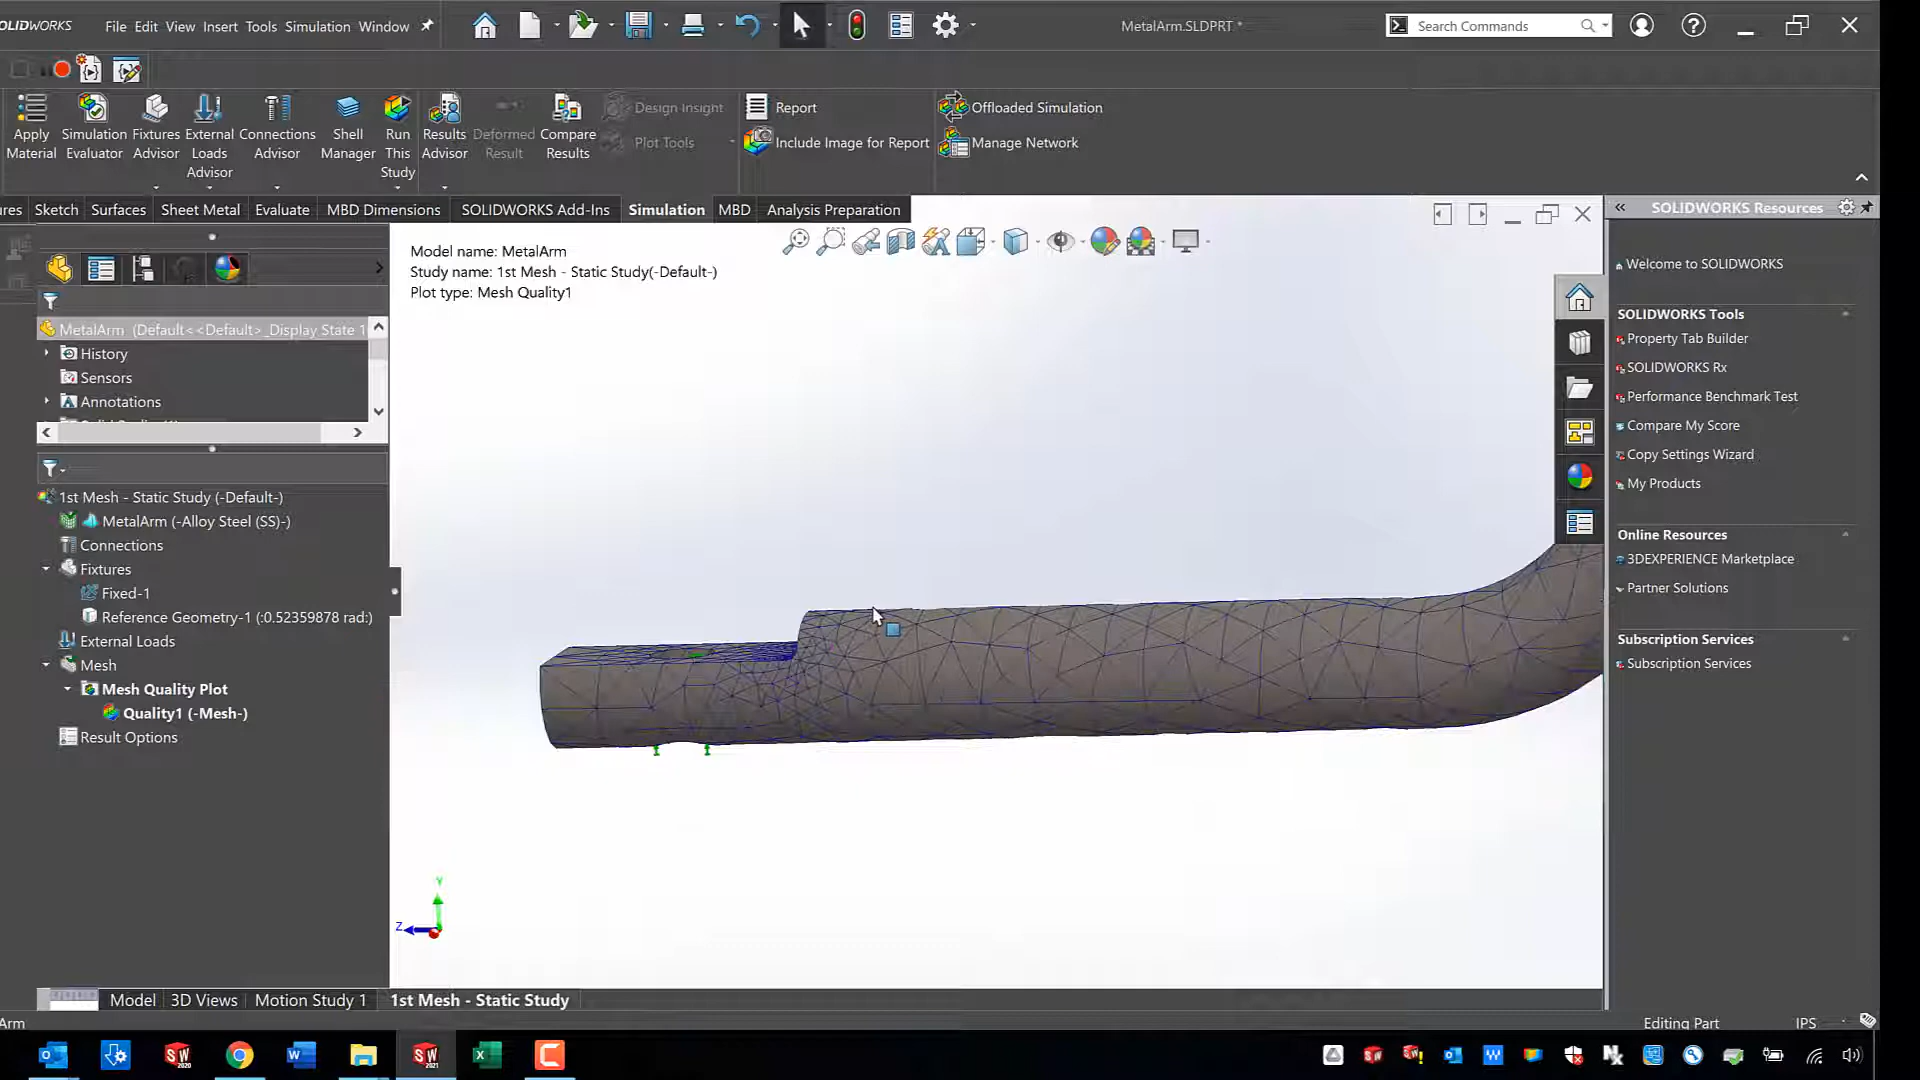 SOLIDWORKS File Edit View Insert Tools Simulation Window MetalArm.SLDPRT * Search Commands
Apply Material
Simulation Evaluator
Fixtures Advisor
External Loads Advisor
Connections Advisor
Shell Manager
Run This Study
Results Advisor
Deformed Result
Compare Results
Design Insight
Plot Tools
Report
Include Image for Report
Offloaded Simulation
Manage Network
res Sketch Surfaces Sheet Metal Evaluate MBD Dimensions SOLIDWORKS Add-Ins Simulation MBD Analysis Preparation
MetalArm (Default<<Default>_Display State 1
History
Sensors
Annotations
1st Mesh - Static Study (-Default-)
MetalArm (-Alloy Steel (SS)-)
Connections
Fixtures
Fixed-1
Reference Geometry-1 (:0.52359878 rad:)
External Loads
Mesh
Mesh Quality Plot
Quality1 (-Mesh-)
Result Options
Model name: MetalArm
Study name: 1st Mesh - Static Study(-Default-)
Plot type: Mesh Quality1
Y
Z
SOLIDWORKS Resources
Welcome to SOLIDWORKS
SOLIDWORKS Tools
Property Tab Builder
SOLIDWORKS Rx
Performance Benchmark Test
Compare My Score
Copy Settings Wizard
My Products
Online Resources
3DEXPERIENCE Marketplace
Partner Solutions
Subscription Services
Subscription Services
Model 3D Views Motion Study 1 1st Mesh - Static Study
Arm Editing Part IPS